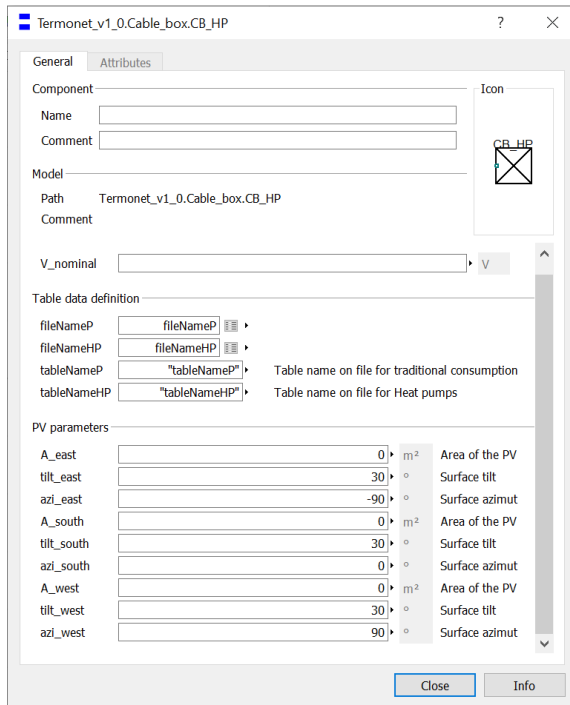 Termonet_v1_0.Cable_box.CB_HP ? ×
General Attributes
Component
Icon
Name
Comment
CB_HP
Model
Path Termonet_v1_0.Cable_box.CB_HP
Comment
V_nominal V
Table data definition
fileNameP fileNameP
fileNameHP fileNameHP
tableNameP "tableNameP" Table name on file for traditional consumption
tableNameHP "tableNameHP" Table name on file for Heat pumps
PV parameters
A_east 0 m² Area of the PV
tilt_east 30 ° Surface tilt
azi_east -90 ° Surface azimut
A_south 0 m² Area of the PV
tilt_south 30 ° Surface tilt
azi_south 0 ° Surface azimut
A_west 0 m² Area of the PV
tilt_west 30 ° Surface tilt
azi_west 90 ° Surface azimut
Close Info